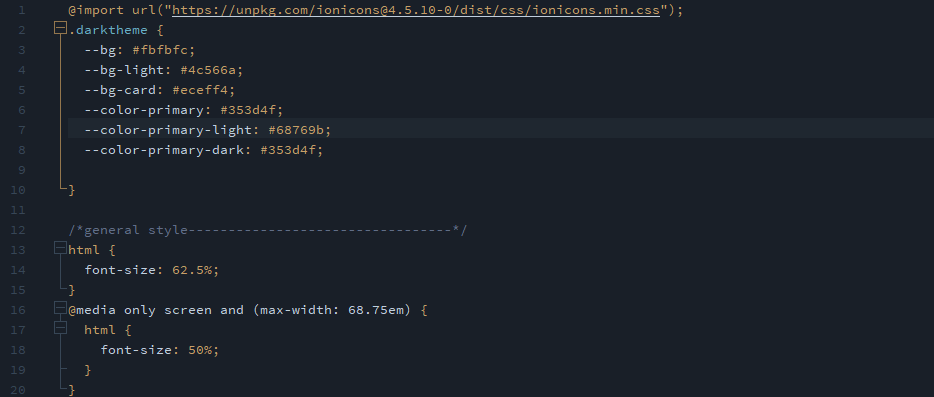 1 @import url("https://unpkg.com/ionicons@4.5.10-0/dist/css/ionicons.min.css");
2 .darktheme {
3 --bg: #fbfbfc;
4 --bg-light: #4c566a;
5 --bg-card: #eceff4;
6 --color-primary: #353d4f;
7 --color-primary-light: #68769b;
8 --color-primary-dark: #353d4f;
9
10 }
11
12 /*general style---------------------------------*/
13 html {
14 font-size: 62.5%;
15 }
16 @media only screen and (max-width: 68.75em) {
17 html {
18 font-size: 50%;
19 }
20 }